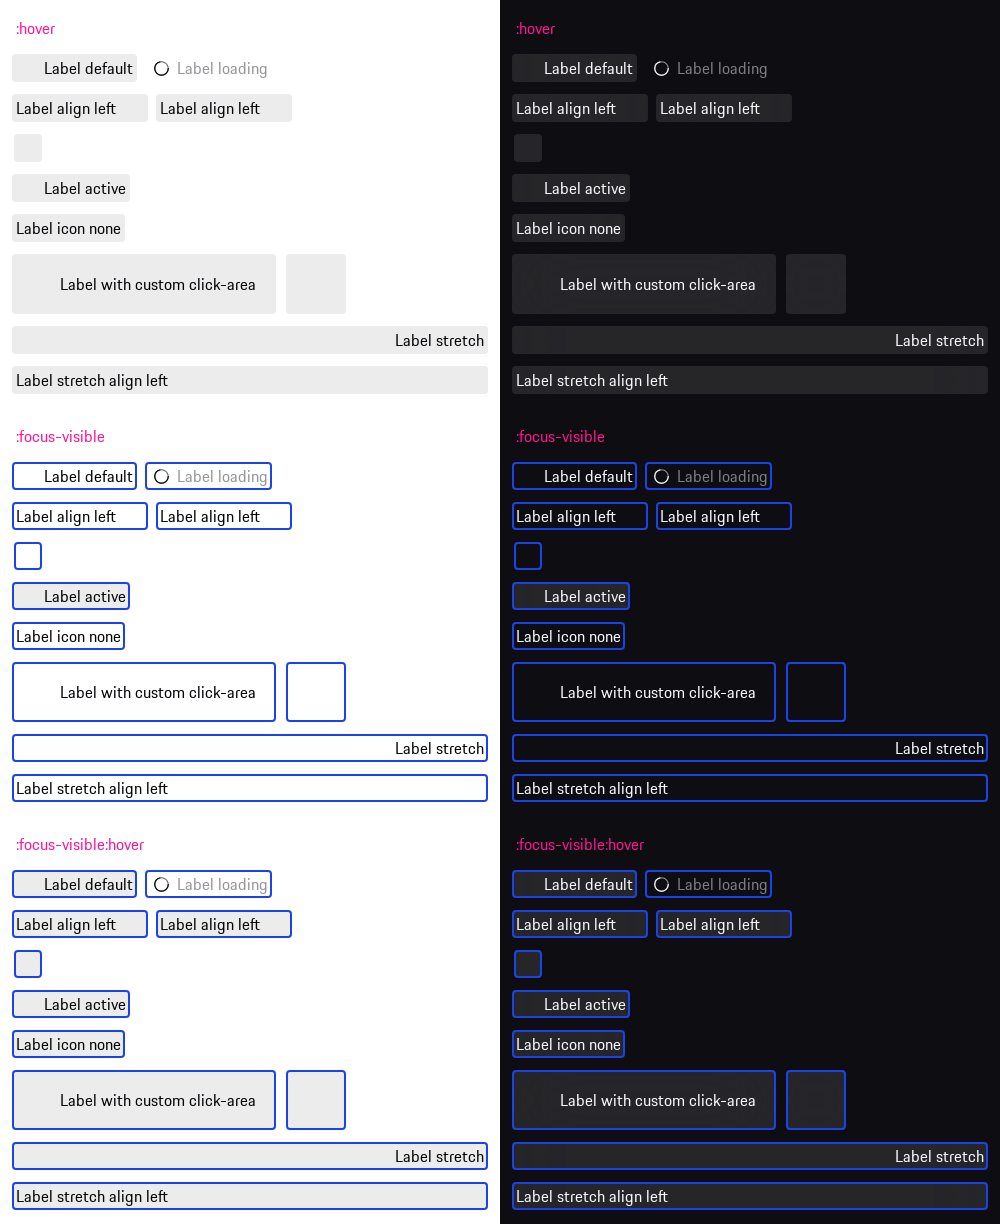 :hover
Label default Label loading
Label align left Label align left
Label active
Label icon none
Label with custom click-area
Label stretch
Label stretch align left
:focus-visible
Label default Label loading
Label align left Label align left
Label active
Label icon none
Label with custom click-area
Label stretch
Label stretch align left
:focus-visible:hover
Label default Label loading
Label align left Label align left
Label active
Label icon none
Label with custom click-area
Label stretch
Label stretch align left
:hover
Label default Label loading
Label align left Label align left
Label active
Label icon none
Label with custom click-area
Label stretch
Label stretch align left
:focus-visible
Label default Label loading
Label align left Label align left
Label active
Label icon none
Label with custom click-area
Label stretch
Label stretch align left
:focus-visible:hover
Label default Label loading
Label align left Label align left
Label active
Label icon none
Label with custom click-area
Label stretch
Label stretch align left